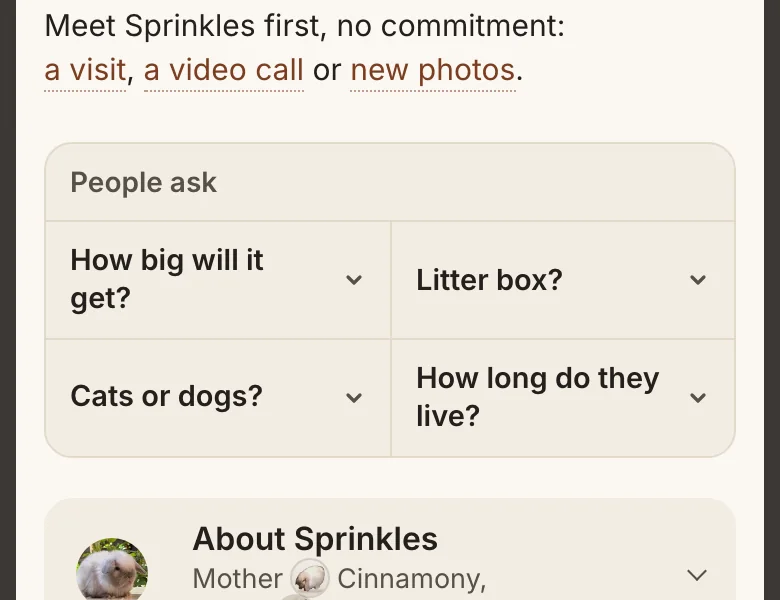 Meet Sprinkles first, no commitment:
a visit, a video call or new photos.
People ask
How big will it
get?
Litter box?
Cats or dogs?
How long do they
live?
About Sprinkles
Mother Cinnamony,